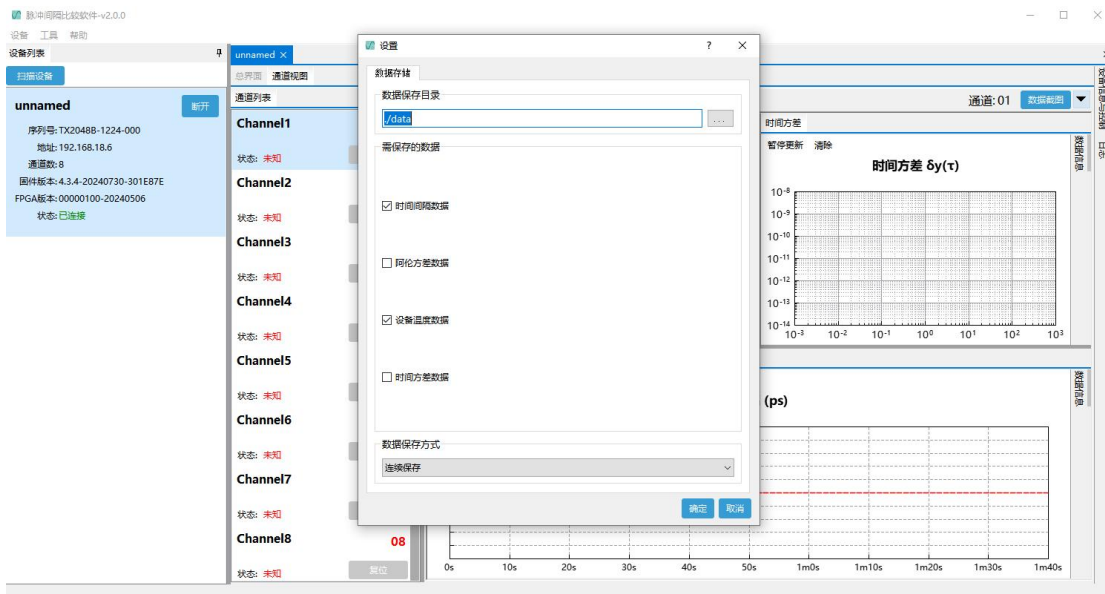 脉冲间隔比较软件-v2.0.0
设备 工具 帮助
设备列表
扫描设备
unnamed
断开
序列号: TX2048B-1224-000
地址: 192.168.18.6
通道数: 8
固件版本: 4.3.4-20240730-301E87E
FPGA版本: 00000100-20240506
状态: 已连接
unnamed
总界面 通道视图
通道列表
Channel1
状态: 未知
Channel2
状态: 未知
Channel3
状态: 未知
Channel4
状态: 未知
Channel5
状态: 未知
Channel6
状态: 未知
Channel7
状态: 未知
Channel8
08
状态: 未知
复位
设置
?
数据存储
数据保存目录
./data
...
需保存的数据
时间间隔数据
阿伦方差数据
设备温度数据
时间方差数据
数据保存方式
连续保存
确定 取消
通道: 01
数据截图
时间方差
暂停更新 清除
时间方差 δy(τ)
10⁻⁸
10⁻⁹
10⁻¹⁰
10⁻¹¹
10⁻¹²
10⁻¹³
10⁻¹⁴
10⁻³ 10⁻² 10⁻¹ 10⁰ 10¹ 10² 10³
数据信息
日志
(ps)
数据信息
0s 10s 20s 30s 40s 50s 1m0s 1m10s 1m20s 1m30s 1m40s